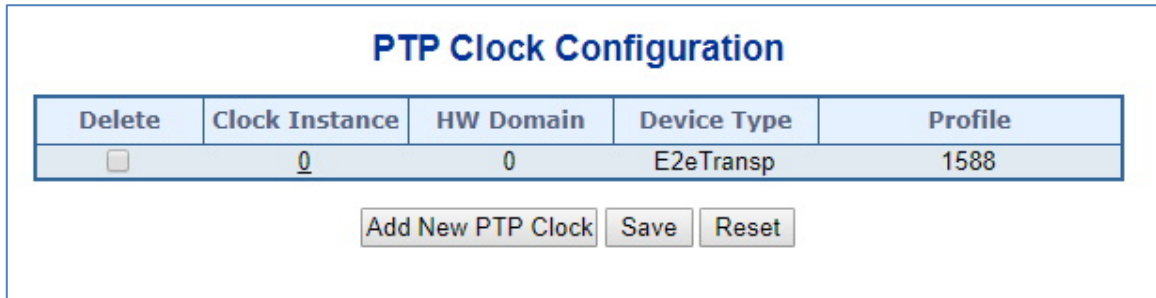 PTP Clock Configuration
Delete Clock Instance HW Domain Device Type Profile
0 0 E2eTransp 1588
Add New PTP Clock Save Reset